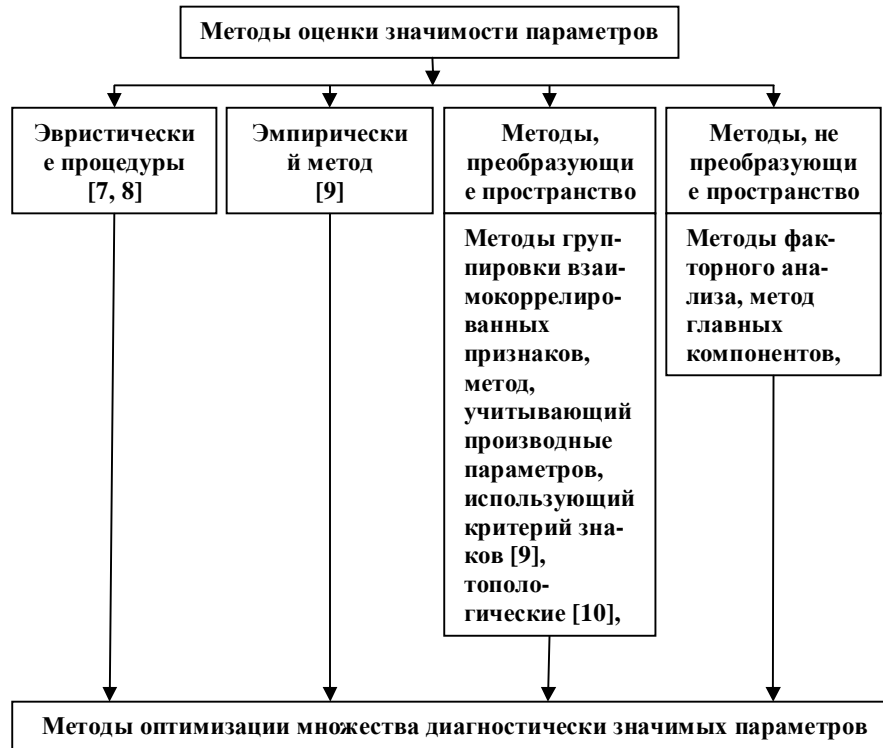 Методы оценки значимости параметров
Эвристически
е процедуры
[7, 8]
Эмпирически
й метод
[9]
Методы,
преобразующи
е пространство
Методы груп-
пировки взаи-
мокоррелиро-
ванных
признаков,
метод,
учитывающий
производные
параметров,
использующий
критерий зна-
ков [9],
тополо-
гические [10],
Методы, не
преобразующи
е пространство
Методы фак-
торного ана-
лиза, метод
главных
компонентов,
Методы оптимизации множества диагностически значимых параметров